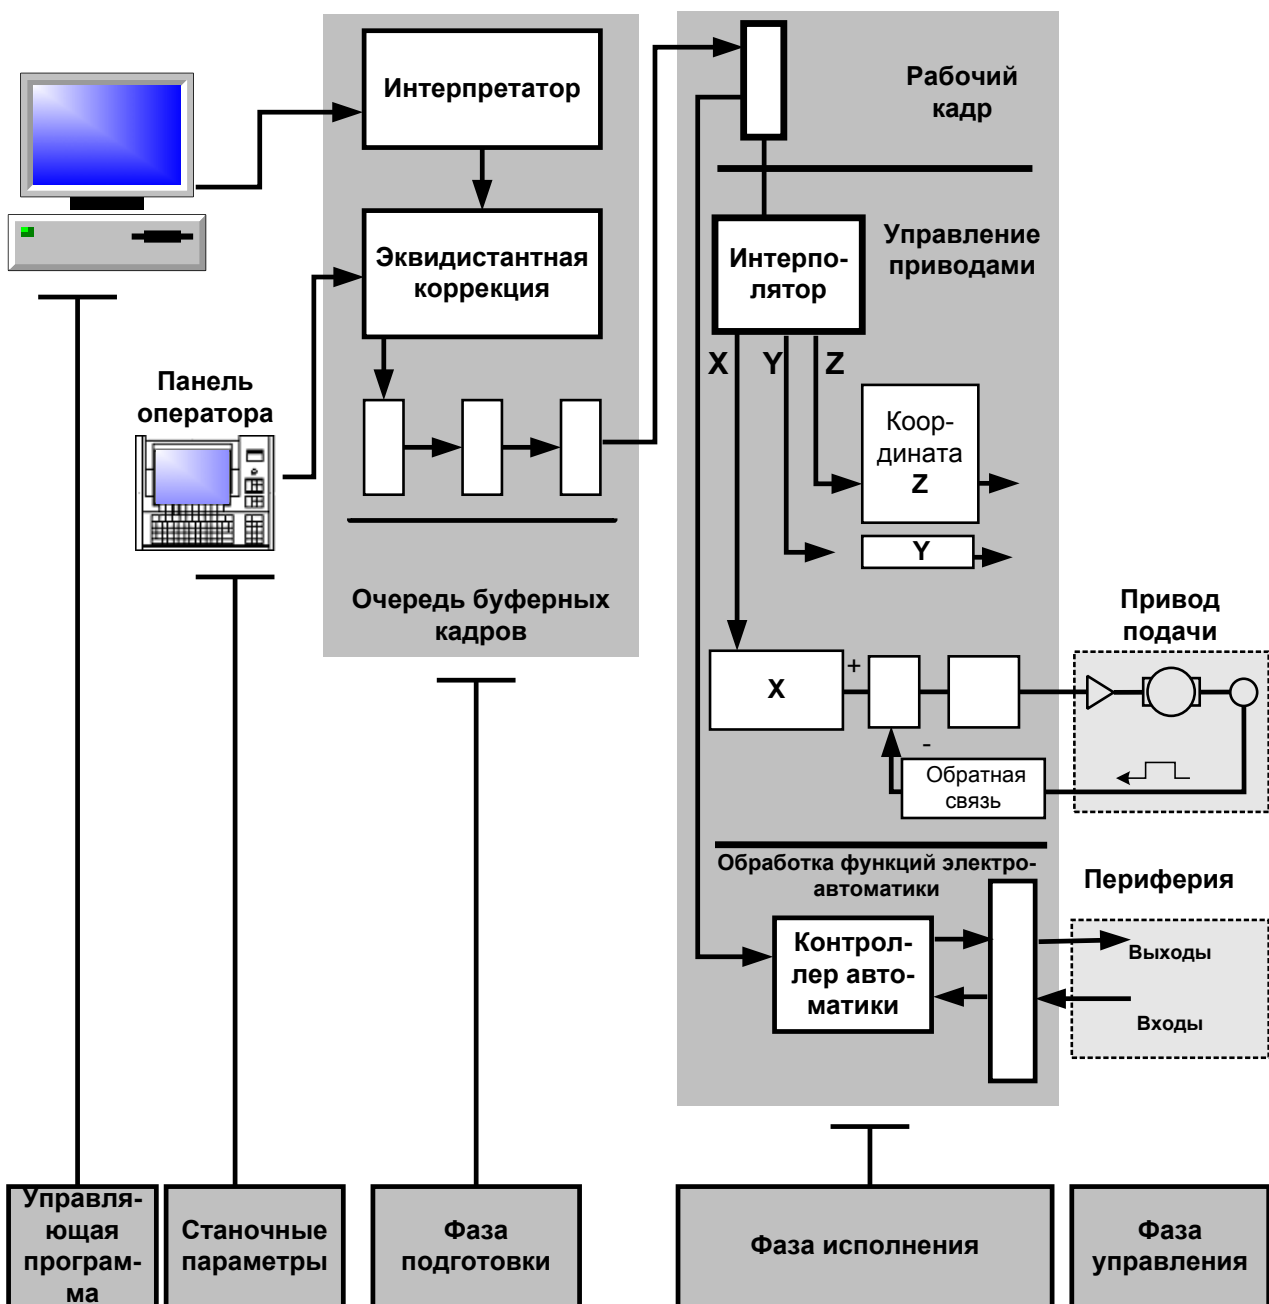 Интерпретатор
Эквидистантная
коррекция
Панель
оператора
Очередь буферных
кадров
Рабочий
кадр
Управление
приводами
Интерпо-
лятор
X Y Z
Коор-
дината
Z
Y
X
+
-
Обратная
связь
Привод
подачи
Обработка функций электро-
автоматики
Контрол-
лер авто-
матики
Периферия
Выходы
Входы
Управля-
ющая
програм-
ма
Станочные
параметры
Фаза
подготовки
Фаза исполнения
Фаза
управления